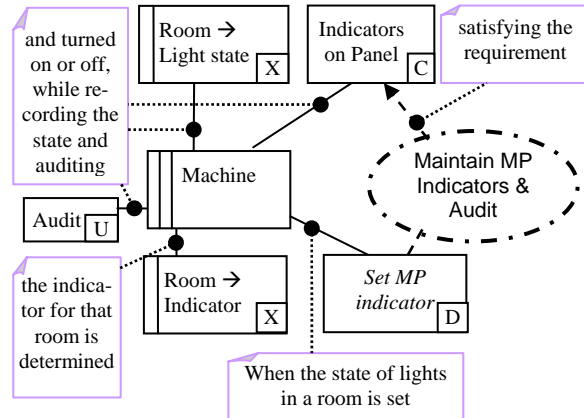 and turned
on or off,
while re-
cording the
state and
auditing
Room →
Light state
X
Indicators
on Panel
C
satisfying the
requirement
Machine
Maintain MP
Indicators &
Audit
Audit
U
the indica-
tor for that
room is
determined
Room →
Indicator
X
Set MP
indicator
D
When the state of lights
in a room is set